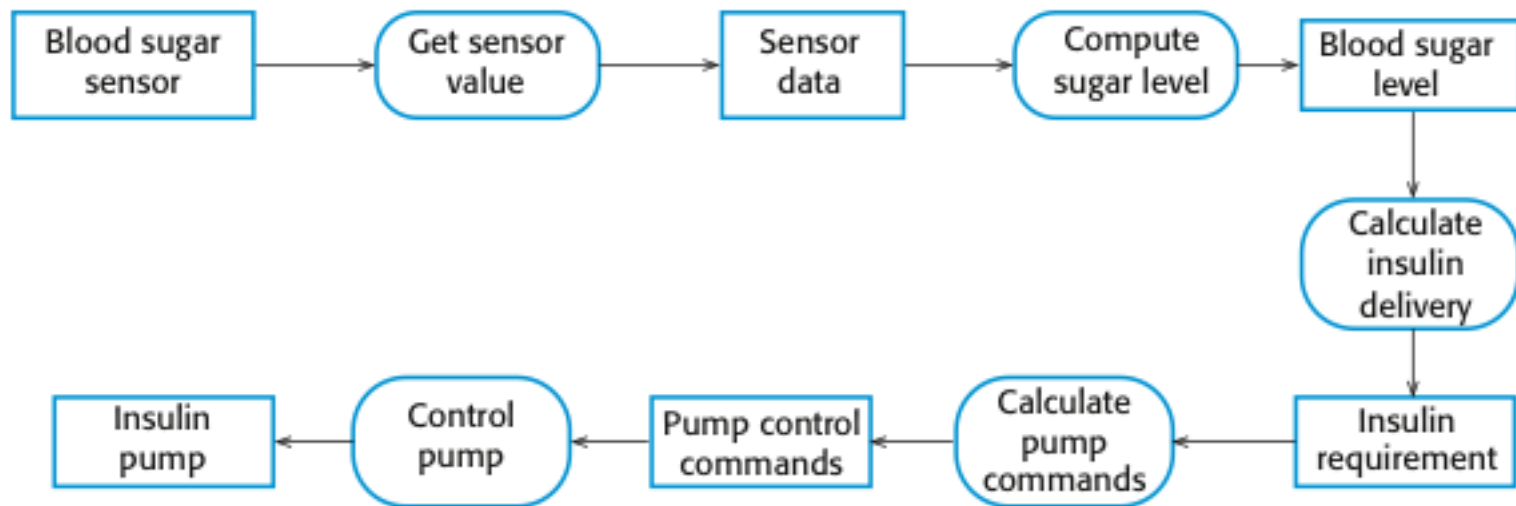 Blood sugar
sensor
Get sensor
value
Sensor
data
Compute
sugar level
Blood sugar
level
Calculate
insulin
delivery
Insulin
requirement
Calculate
pump
commands
Pump control
commands
Control
pump
Insulin
pump